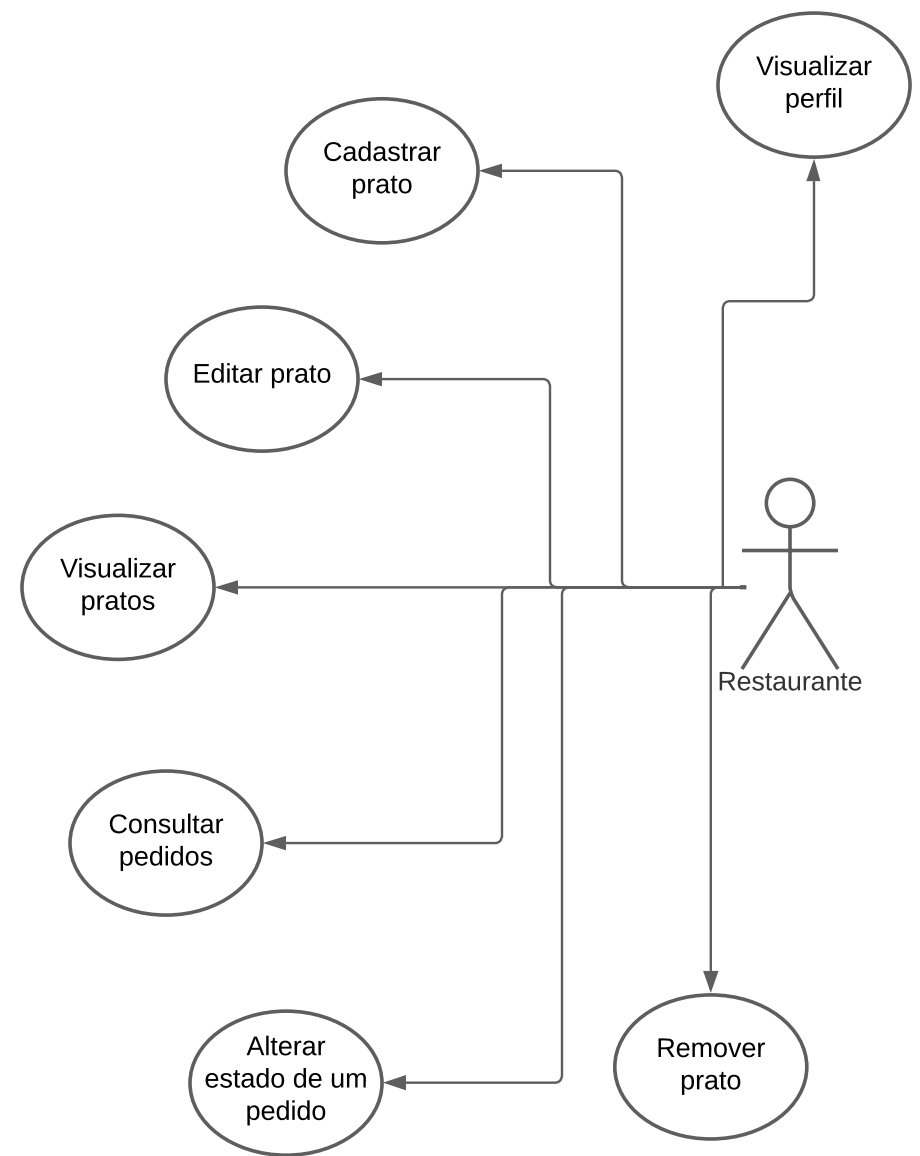 Visualizar
perfil
Cadastrar
prato
Editar prato
Visualizar
pratos
Restaurante
Consultar
pedidos
Alterar
estado de um
pedido
Remover
prato